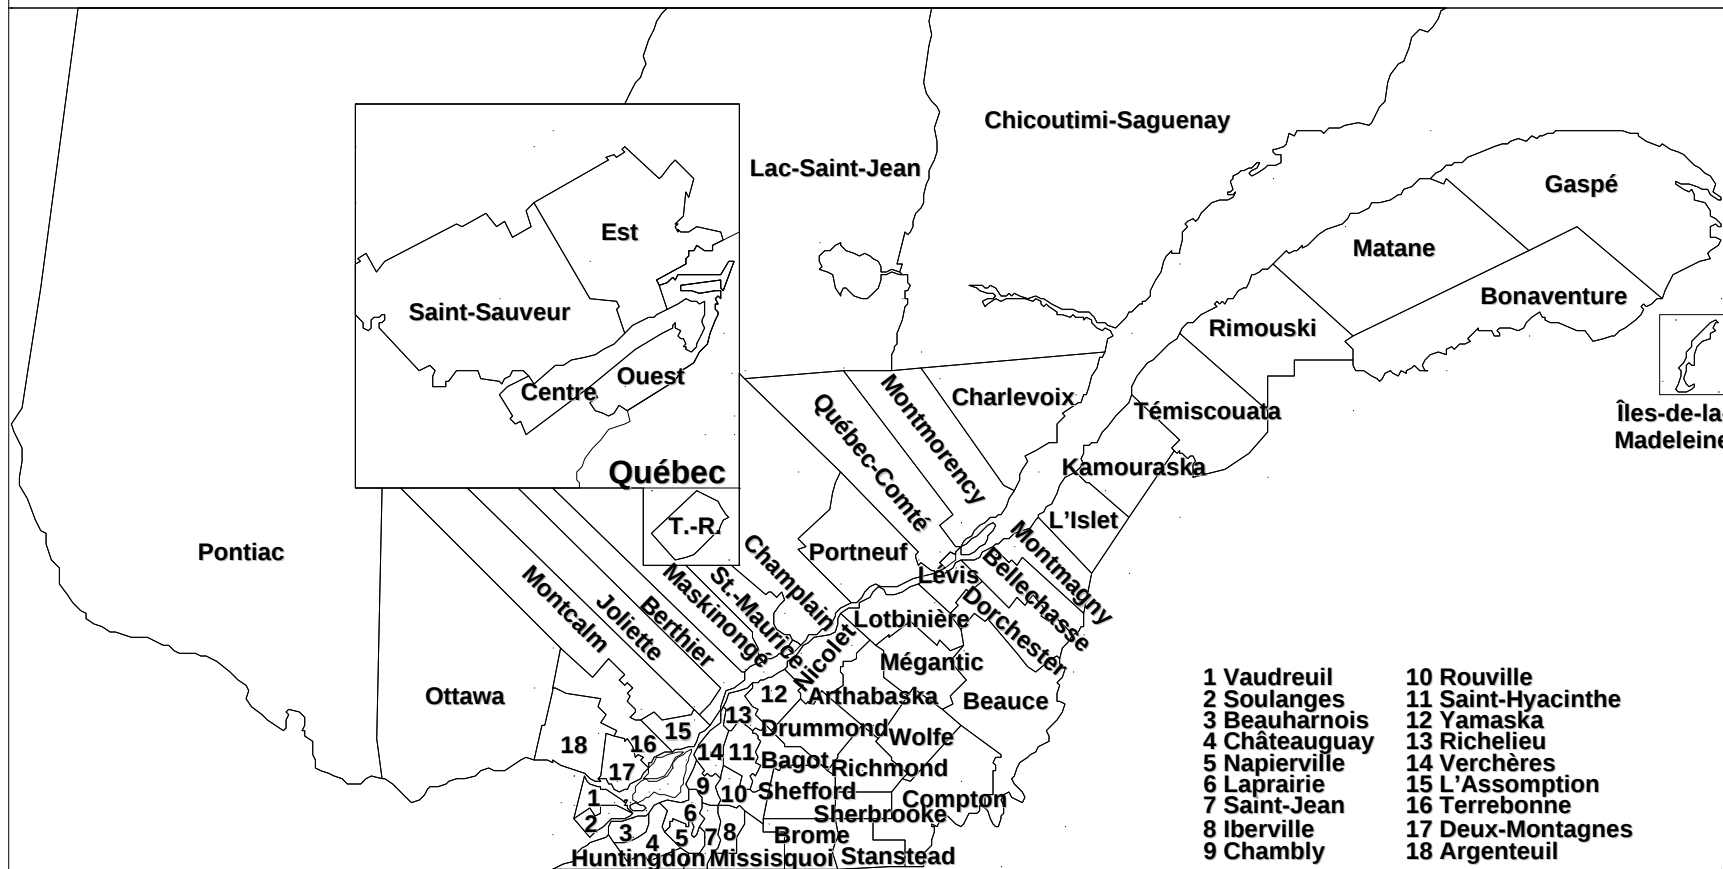 Chicoutimi-Saguenay
Lac-Saint-Jean
Gaspé
Est
Matane
Saint-Sauveur
Bonaventure
Rimouski
Ouest
Centre
Charlevoix
Montmorency
Québec-Comté
Témiscouata
Îles-de-la-
Madeleine
Québec
Kamouraska
T.-R.
L'Islet
Pontiac
Portneuf
Champlain
Montmagny
Bellechasse
Lévis
Dorchester
St.-Maurice
Maskinongé
Berthier
Joliette
Montcalm
Lotbinière
Nicolet
Mégantic
Ottawa
12
Arthabaska
Beauce
13
Drummond
15
Wolfe
18
16
14
11
Bagot
Richmond
17
9
10
Shefford
Compton
1
6
Sherbrooke
2
3
4
5
7
8
Brome
Huntingdon
Missisquoi
Stanstead
1 Vaudreuil
2 Soulanges
3 Beauharnois
4 Châteauguay
5 Napierville
6 Laprairie
7 Saint-Jean
8 Iberville
9 Chambly
10 Rouville
11 Saint-Hyacinthe
12 Yamaska
13 Richelieu
14 Verchères
15 L'Assomption
16 Terrebonne
17 Deux-Montagnes
18 Argenteuil